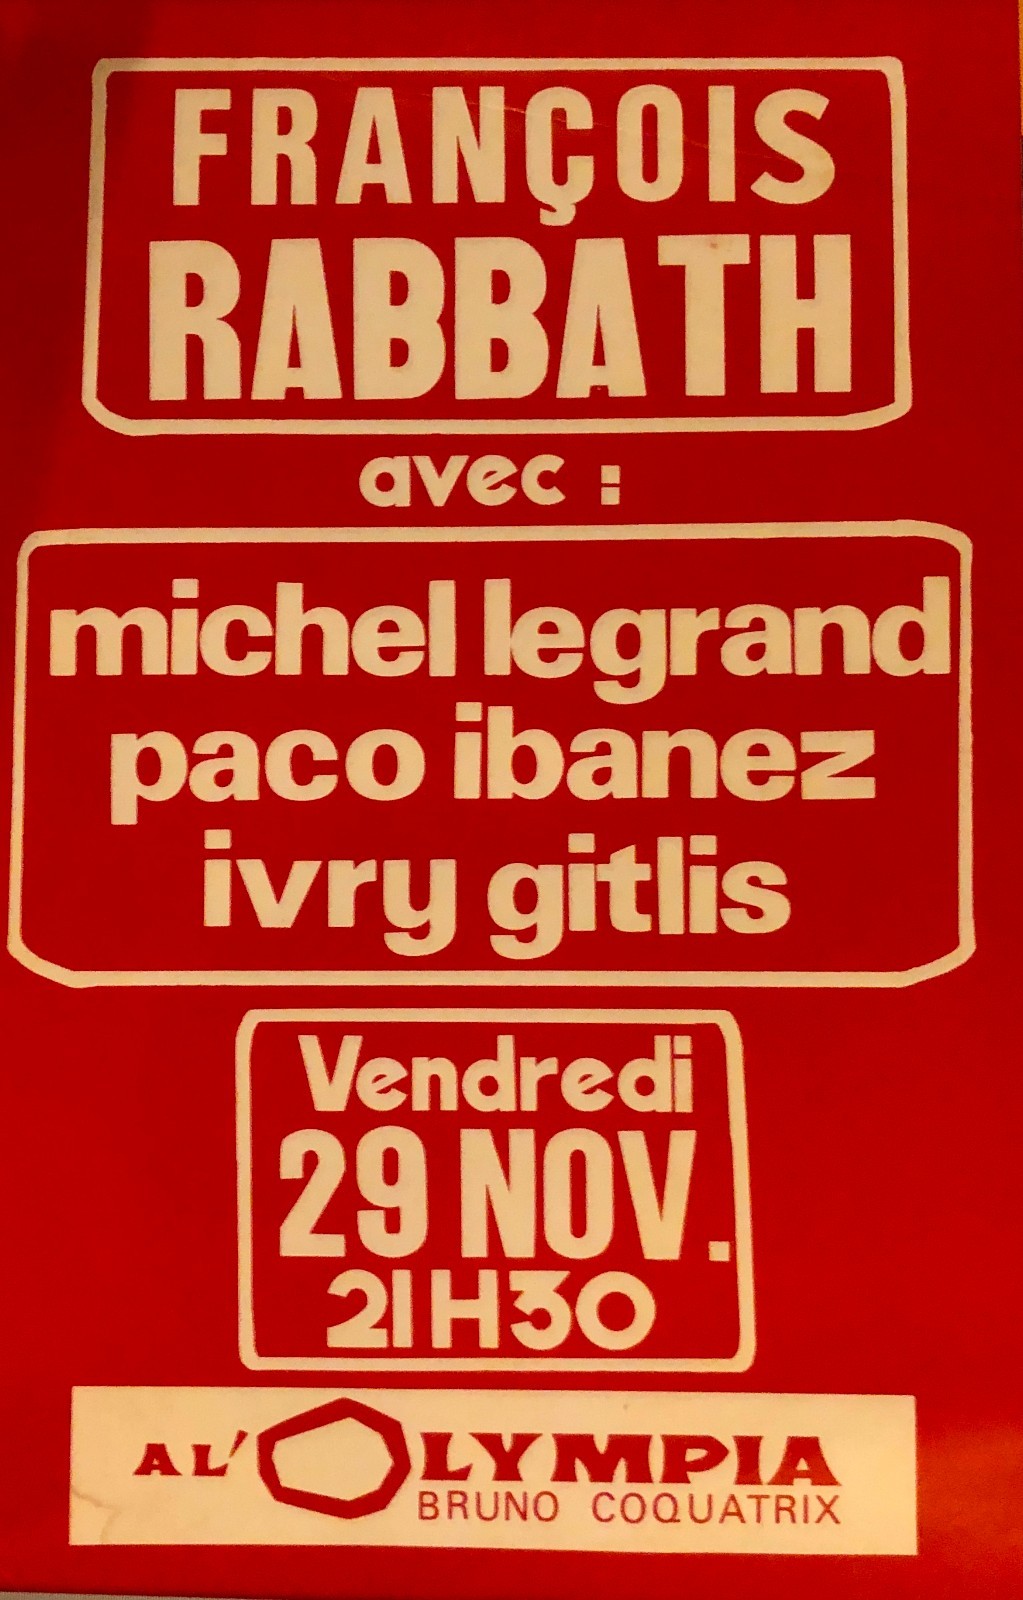 FRANÇOIS
RABBATH
avec :
michel legrand
paco ibanez
ivry gitlis
Vendredi
29 NOV.
21H30
A L'OLYMPIA
BRUNO COQUATRIX